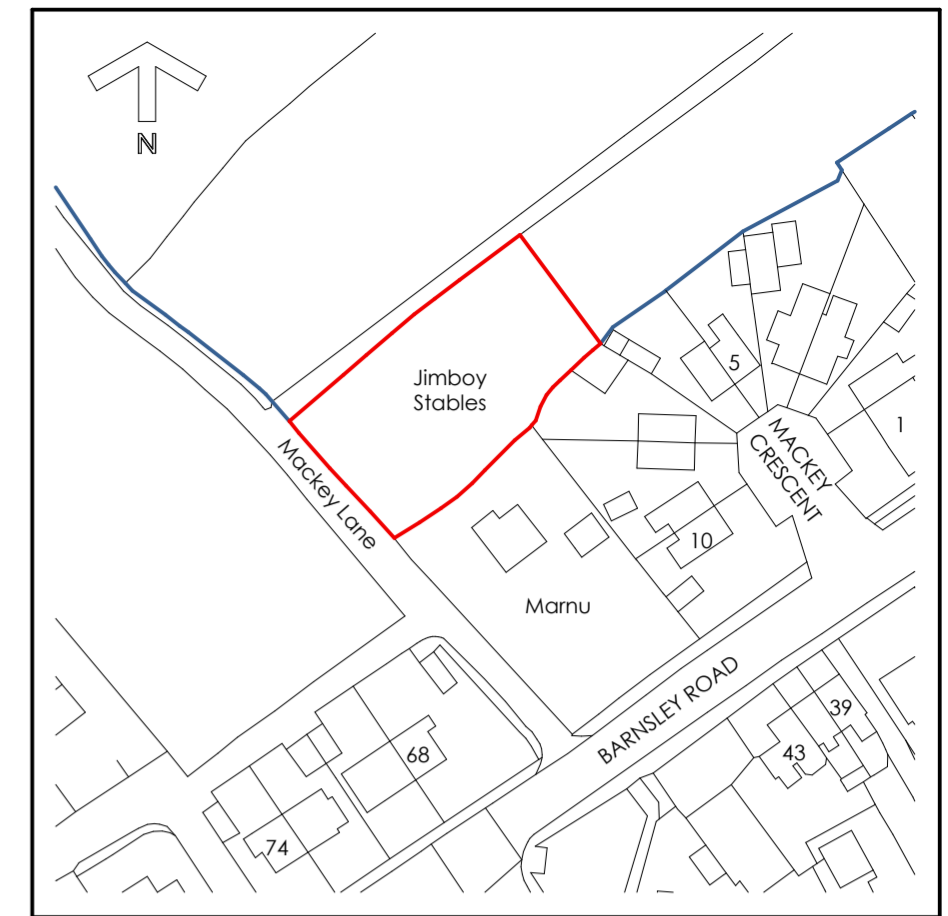 N
Jimboy
Stables
5
1
MACKEY
CRESCENT
Mackey Lane
10
Marnu
BARNSLEY ROAD
39
43
68
74